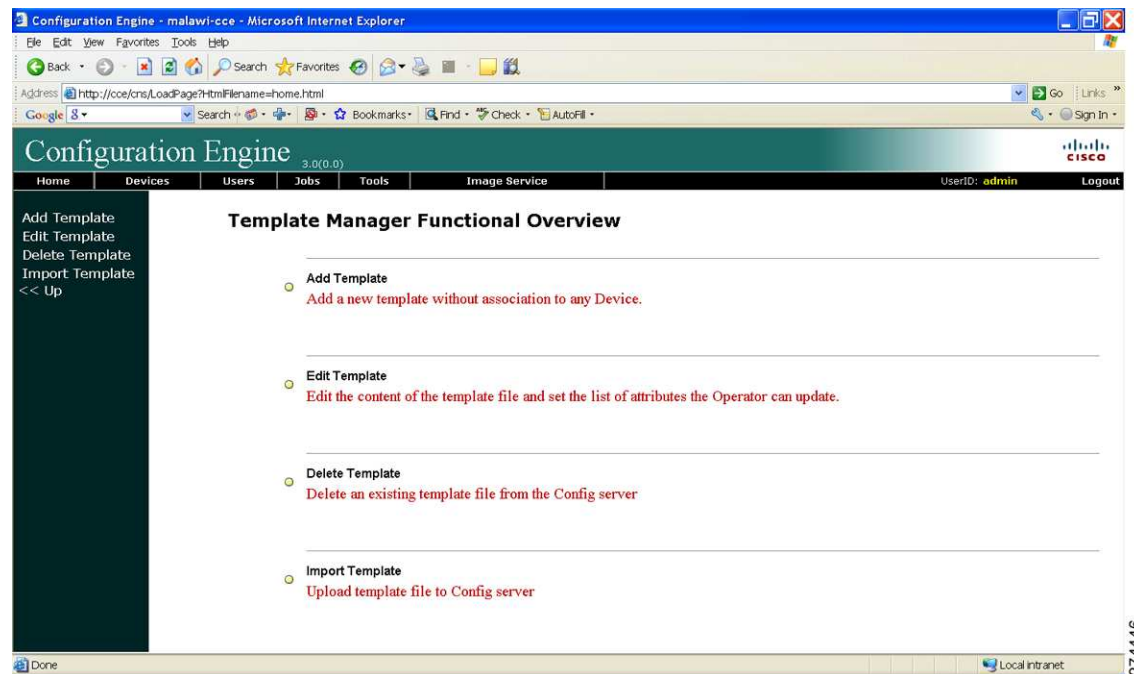 Configuration Engine - malawi-cce - Microsoft Internet Explorer
File Edit View Favorites Tools Help
Back Search Favorites
Address http://cce/cns/LoadPage?HtmlFilename=home.html Go Links »
Google Search Bookmarks Find Check AutoFill Sign In
Configuration Engine 3.0(0.0)
CISCO
Home Devices Users Jobs Tools Image Service UserID: admin Logout
Add Template
Edit Template
Delete Template
Import Template
<< Up
Template Manager Functional Overview
Add Template
Add a new template without association to any Device.
Edit Template
Edit the content of the template file and set the list of attributes the Operator can update.
Delete Template
Delete an existing template file from the Config server
Import Template
Upload template file to Config server
Done Local intranet
274446